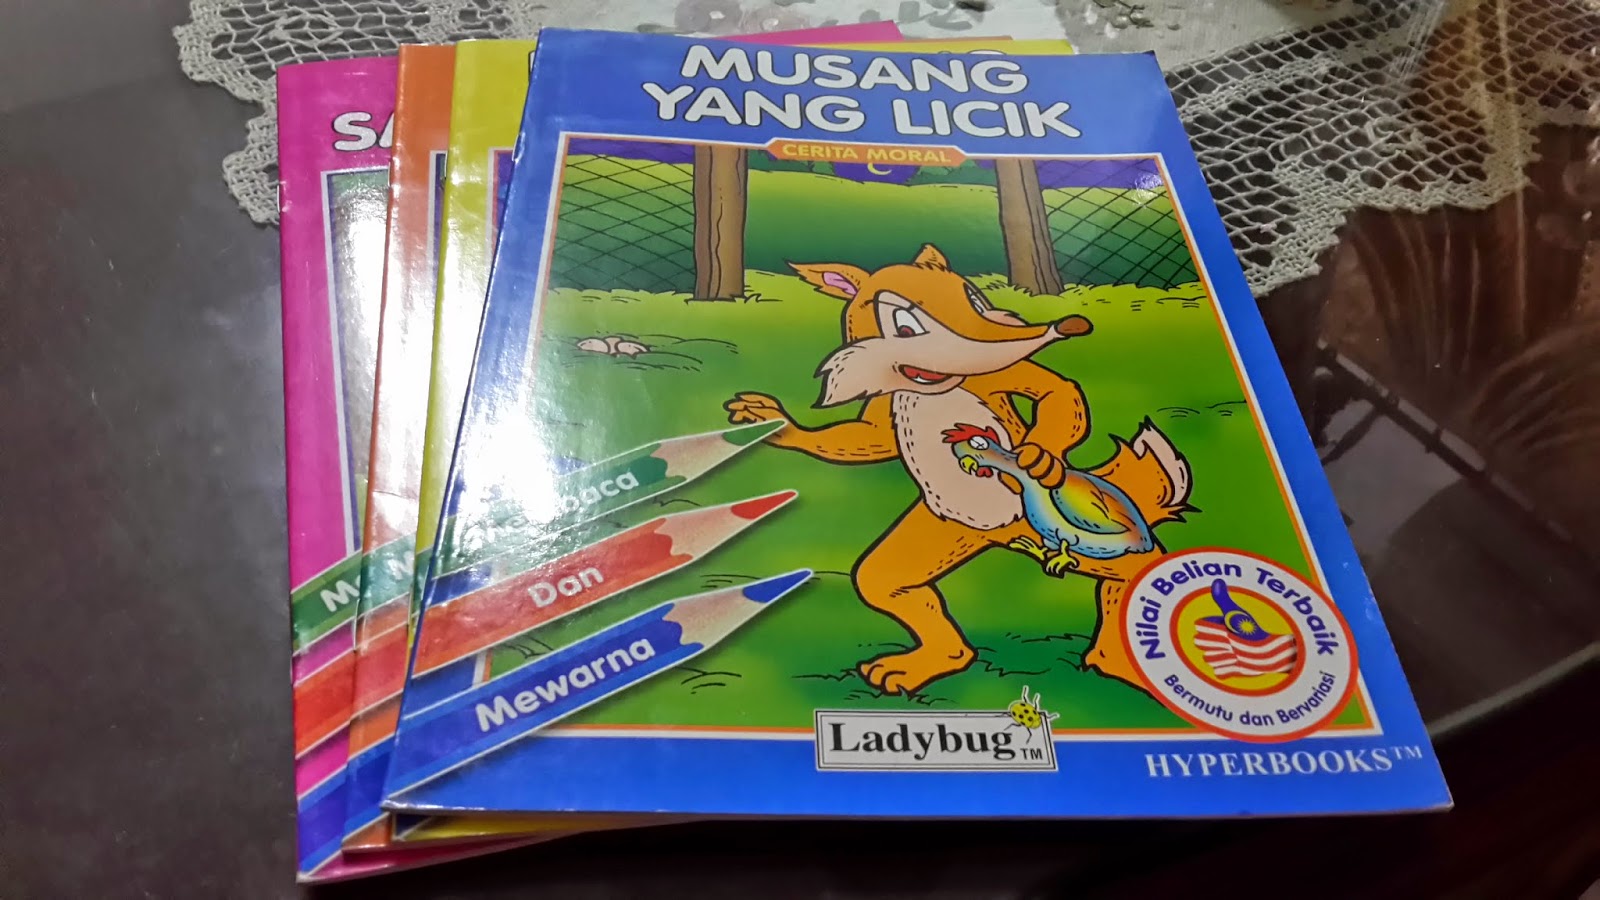 MUSANG
YANG LICIK
CERITA MORAL
Dan
Mewarna
Nilai Belian Terbaik
Bermutu dan Bervariasi
Ladybug TM
HYPERBOOKS™